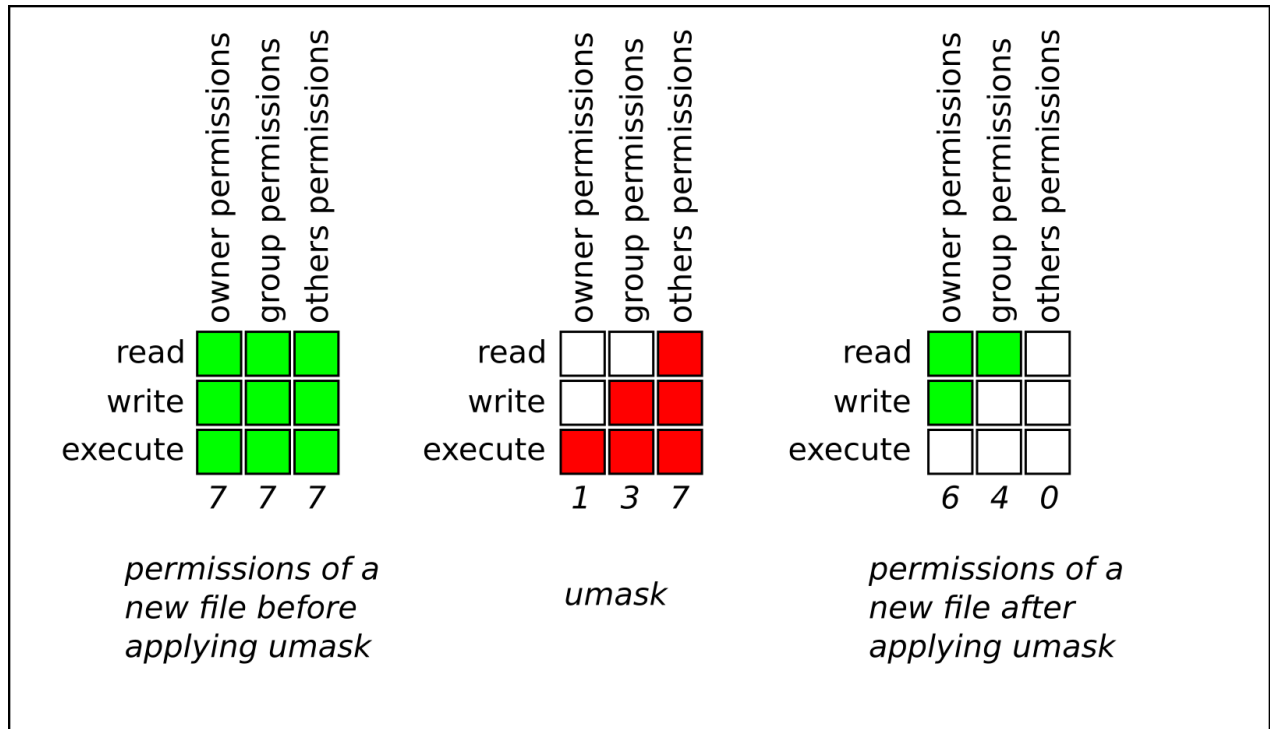 owner permissions
group permissions
others permissions
owner permissions
group permissions
others permissions
owner permissions
group permissions
others permissions
read
read
read
write
write
write
execute
execute
execute
7 7 7
1 3 7
6 4 0
permissions of a
new file before
applying umask
umask
permissions of a
new file after
applying umask